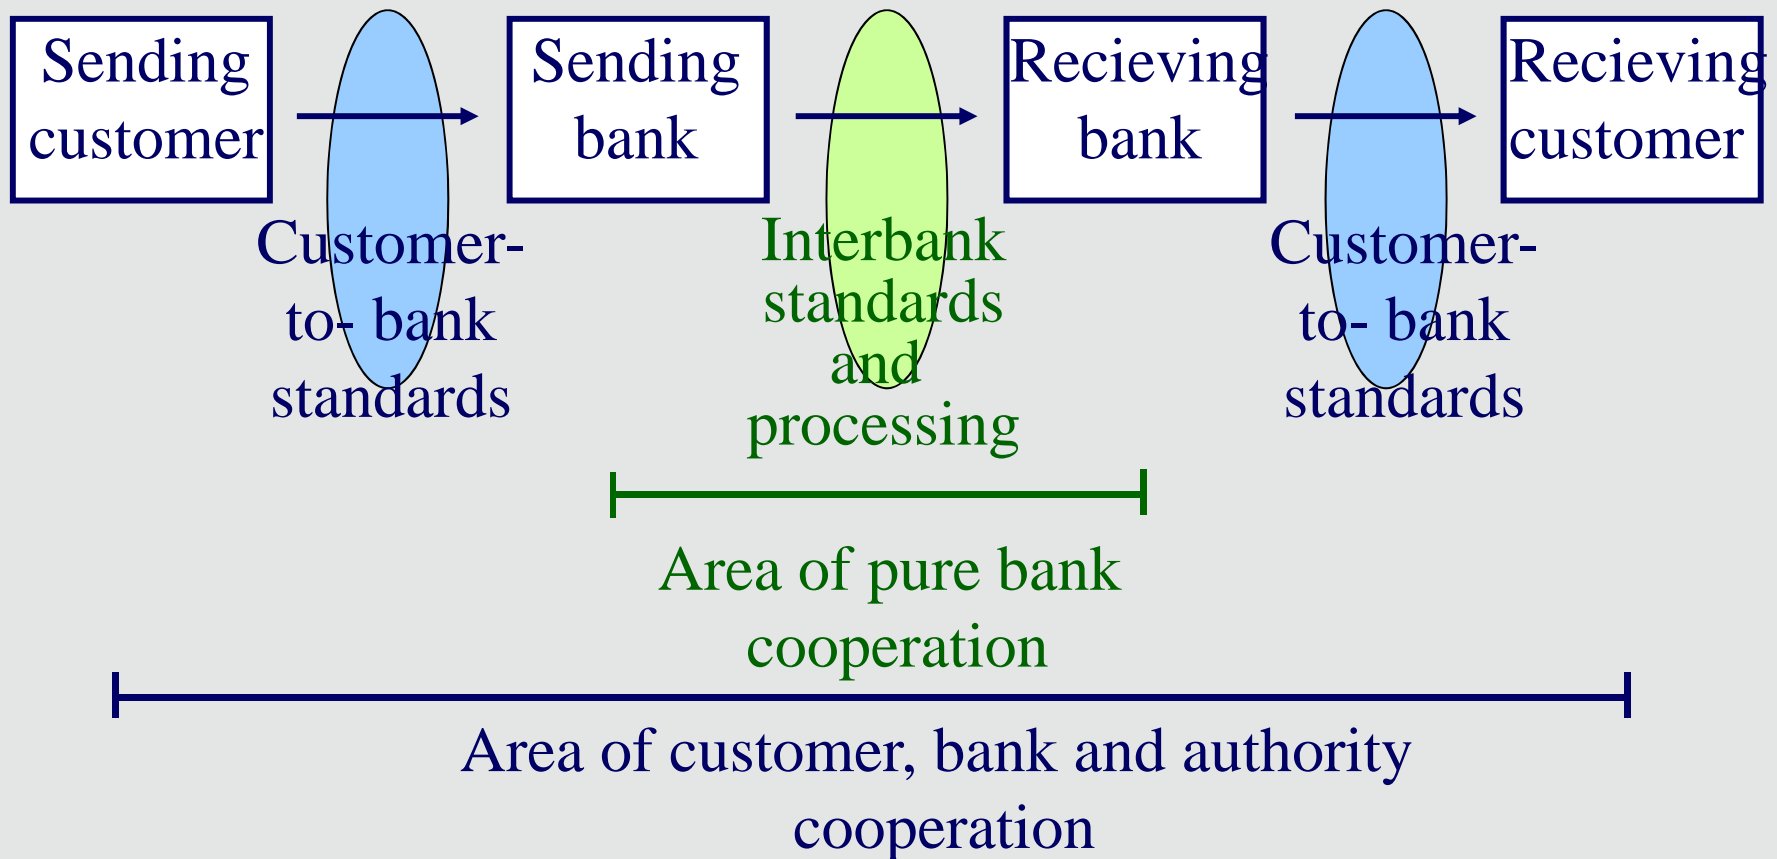 Sending
customer
Sending
bank
Recieving
bank
Recieving
customer
Customer-
to- bank
standards
Interbank
standards
and
processing
Customer-
to- bank
standards
Area of pure bank
cooperation
Area of customer, bank and authority
cooperation